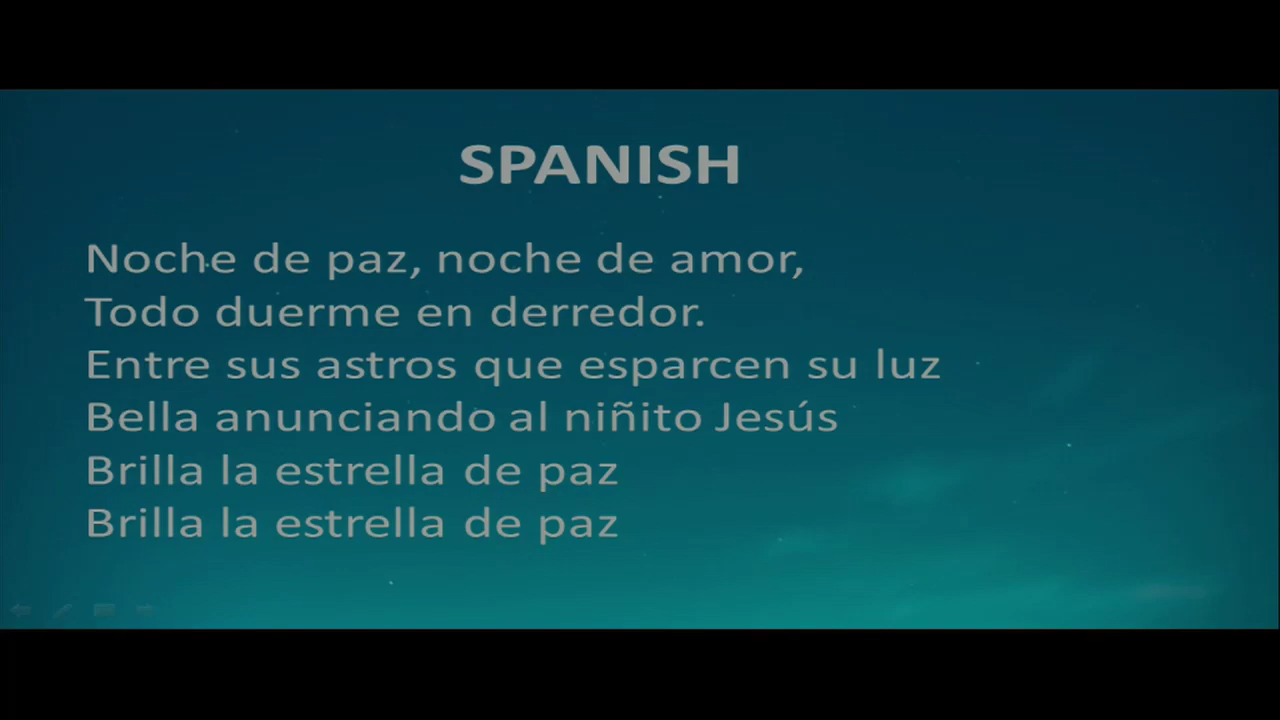 SPANISH
Noche de paz, noche de amor,
Todo duerme en derredor.
Entre sus astros que esparcen su luz
Bella anunciando al niñito Jesús
Brilla la estrella de paz
Brilla la estrella de paz